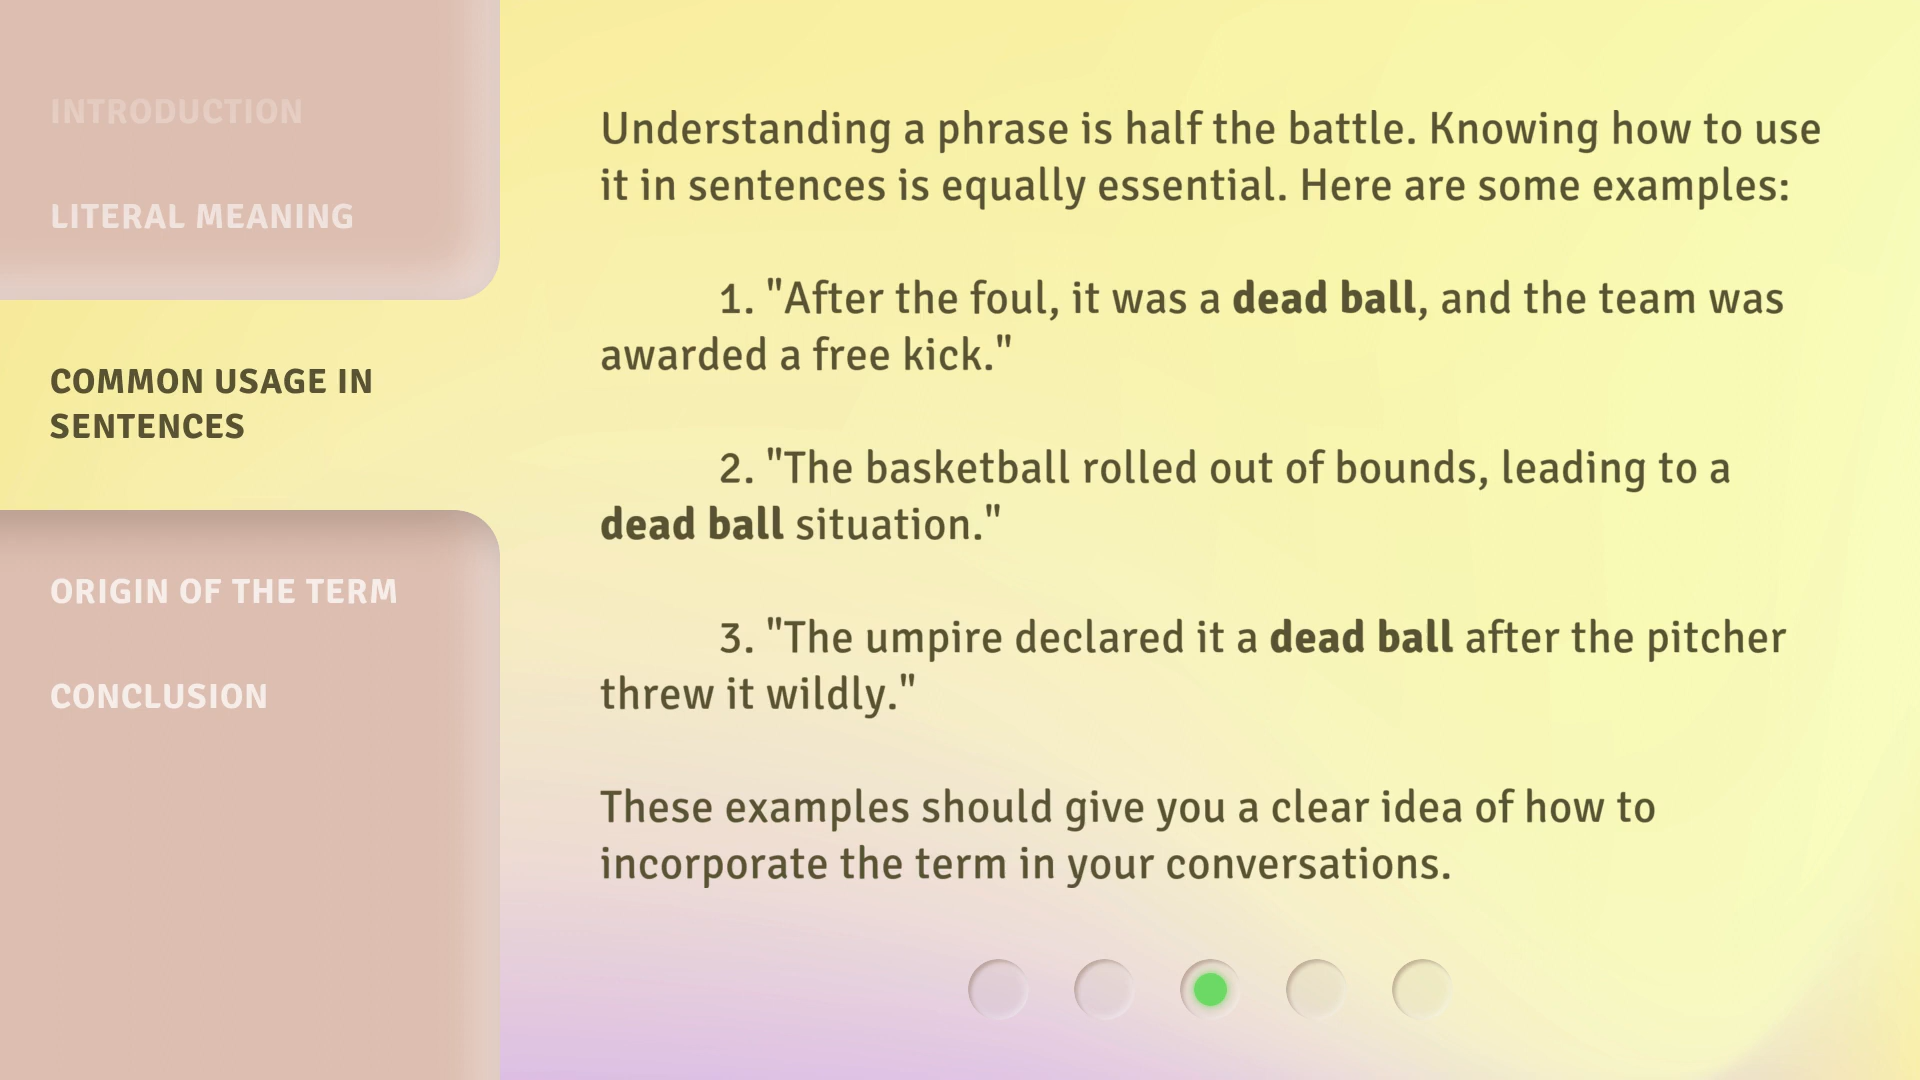 INTRODUCTION
LITERAL MEANING
COMMON USAGE IN
SENTENCES
ORIGIN OF THE TERM
CONCLUSION
Understanding a phrase is half the battle. Knowing how to use
it in sentences is equally essential. Here are some examples:
1. "After the foul, it was a dead ball, and the team was
awarded a free kick."
2. "The basketball rolled out of bounds, leading to a
dead ball situation."
3. "The umpire declared it a dead ball after the pitcher
threw it wildly."
These examples should give you a clear idea of how to
incorporate the term in your conversations.